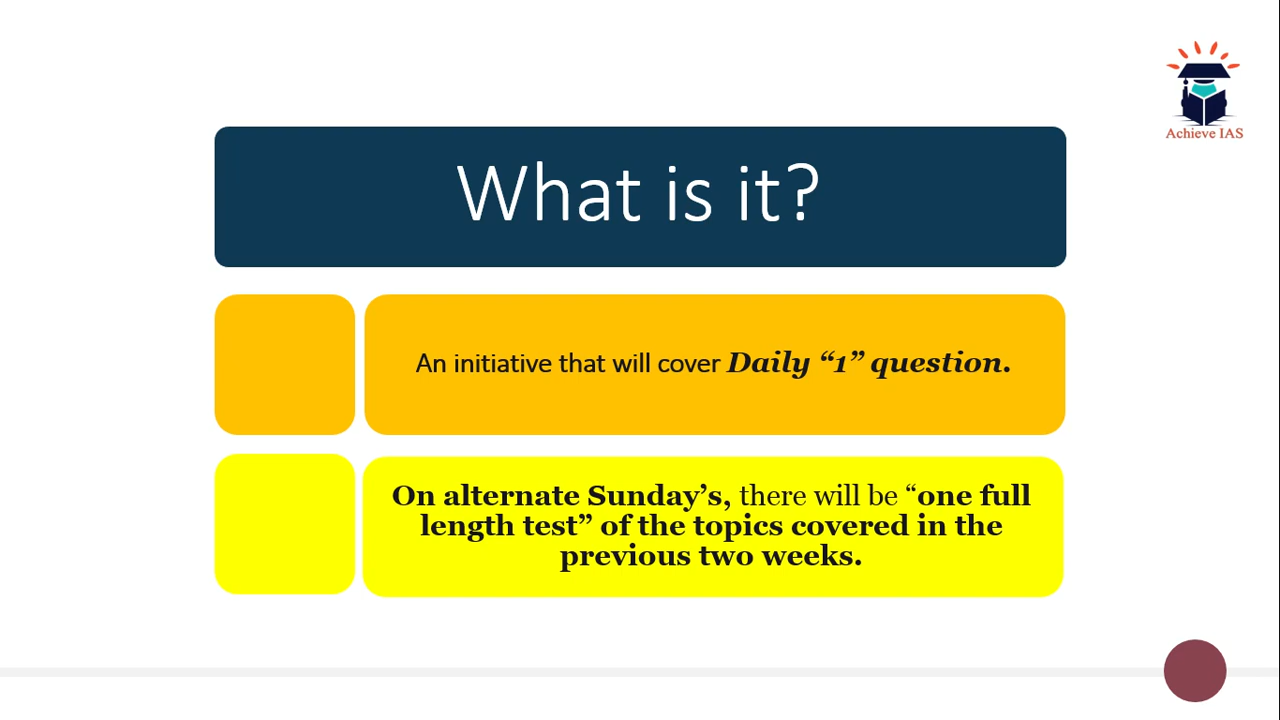 Achieve IAS
What is it?
An initiative that will cover Daily “1” question.
On alternate Sunday’s, there will be “one full
length test” of the topics covered in the
previous two weeks.